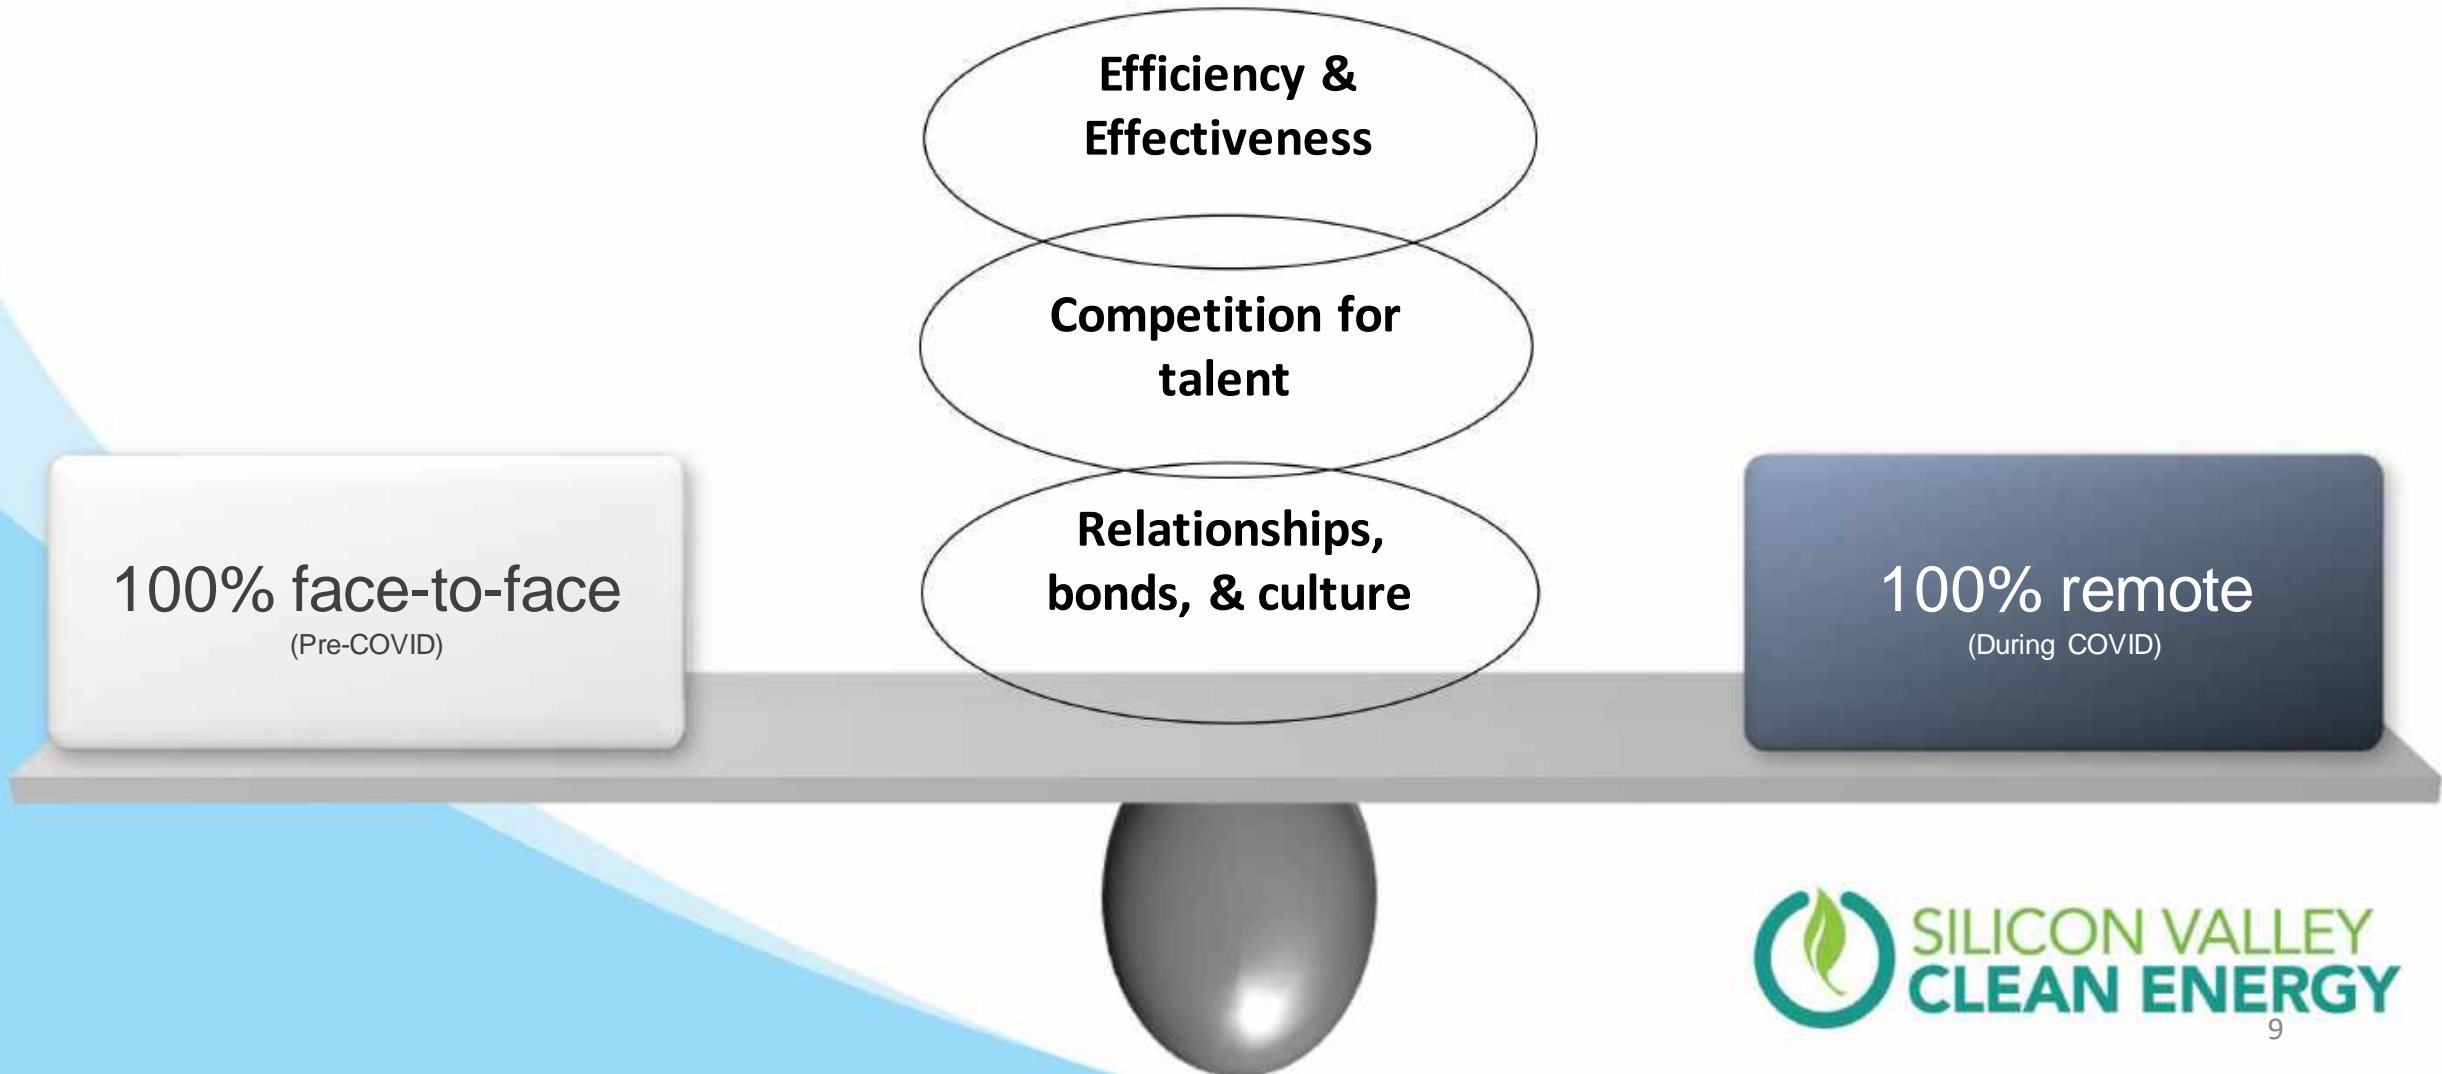 Efficiency &
Effectiveness
Competition for
talent
Relationships,
bonds, & culture
100% face-to-face
(Pre-COVID)
100% remote
(During COVID)
SILICON VALLEY
CLEAN ENERGY
9